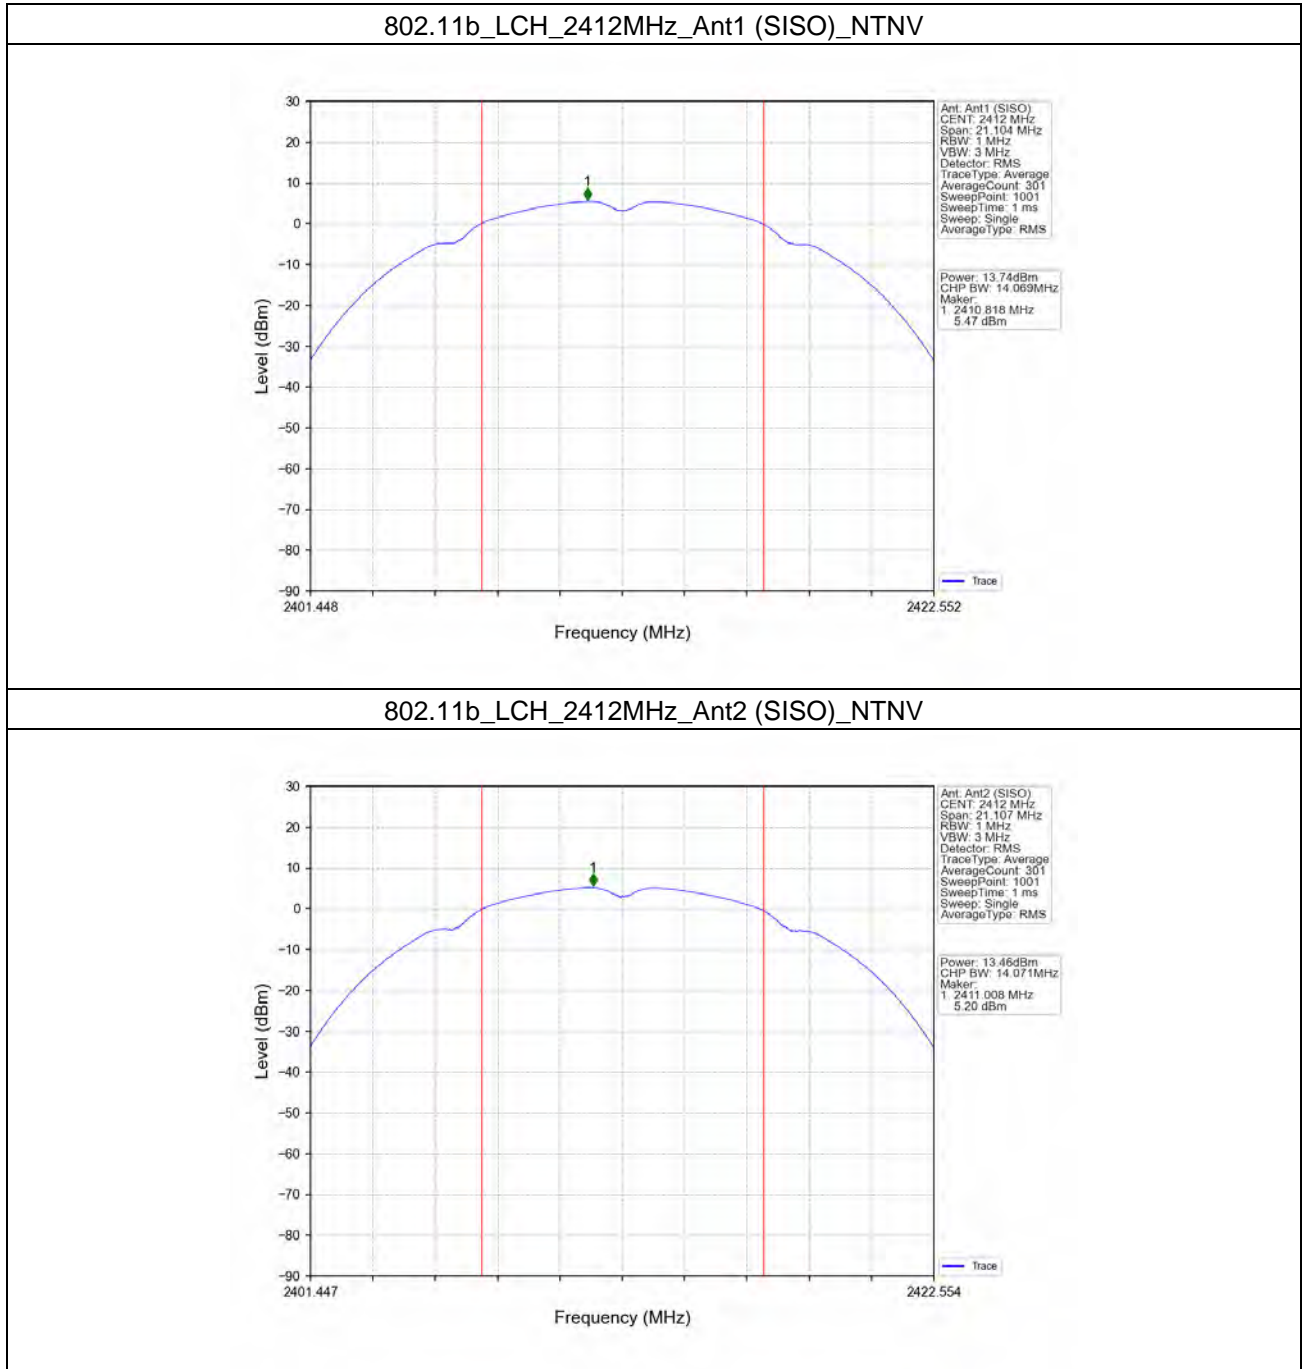 802.11b_LCH_2412MHz_Ant1 (SISO)_NTNV
30
20
10
0
−10
−20
−30
−40
−50
−60
−70
−80
−90
Level (dBm)
1
2401.448
2422.552
Frequency (MHz)
Ant: Ant1 (SISO)
CENT: 2412 MHz
Span: 21.104 MHz
RBW: 1 MHz
VBW: 3 MHz
Detector: RMS
TraceType: Average
AverageCount: 301
SweepPoint: 1001
SweepTime: 1 ms
Sweep: Single
AverageType: RMS
Power: 13.74dBm
CHP BW: 14.069MHz
Maker:
1. 2410.818 MHz
5.47 dBm
Trace
802.11b_LCH_2412MHz_Ant2 (SISO)_NTNV
30
20
10
0
−10
−20
−30
−40
−50
−60
−70
−80
−90
Level (dBm)
1
2401.447
2422.554
Frequency (MHz)
Ant: Ant2 (SISO)
CENT: 2412 MHz
Span: 21.107 MHz
RBW: 1 MHz
VBW: 3 MHz
Detector: RMS
TraceType: Average
AverageCount: 301
SweepPoint: 1001
SweepTime: 1 ms
Sweep: Single
AverageType: RMS
Power: 13.46dBm
CHP BW: 14.071MHz
Maker:
1. 2411.008 MHz
5.20 dBm
Trace